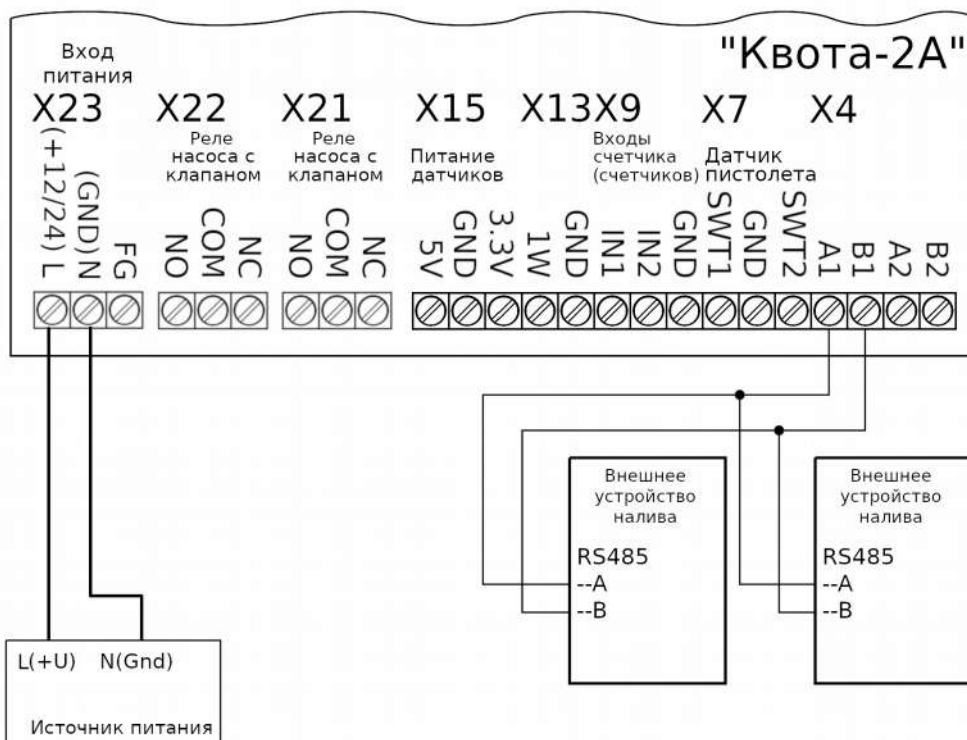 "Квота-2А"
Вход
питания
X23
X22
X21
X15
X13
X9
X7
X4
Реле
насоса с
клапаном
Реле
насоса с
клапаном
Питание
датчиков
Входы
счетчика
(счетчиков)
Датчик
пистолета
(+12/24) L
(GND)N
FG
NO
COM
NC
NO
COM
NC
5V
GND
3.3V
1W
GND
IN1
IN2
GND
SWT1
GND
SWT2
A1
B1
A2
B2
Внешнее
устройство
налива
RS485
--A
--B
Внешнее
устройство
налива
RS485
--A
--B
L(+U) N(Gnd)
Источник питания